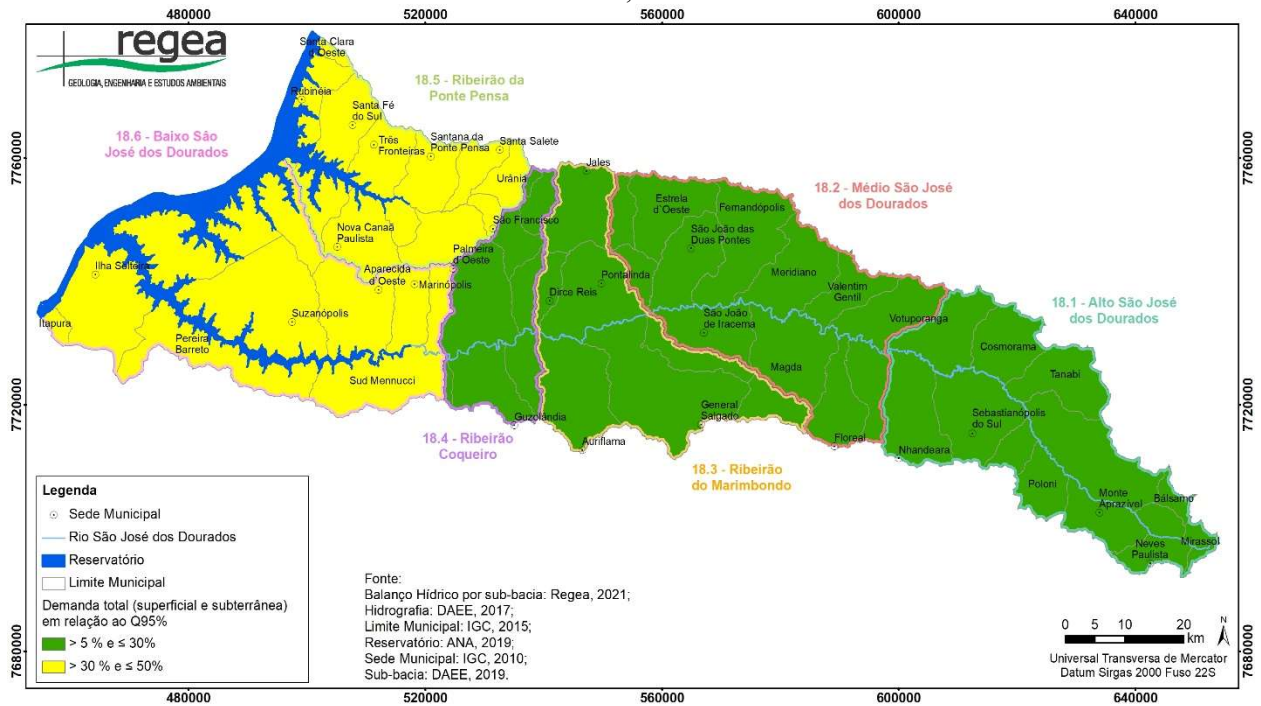 480000
520000
560000
600000
640000
regea
GEOLOGIA, ENGENHARIA E ESTUDOS AMBIENTAIS
18.5 - Ribeirão da
Ponte Pensa
18.6 - Baixo São
José dos Dourados
18.2 - Médio São José
dos Dourados
18.1 - Alto São José
dos Dourados
18.4 - Ribeirão
Coqueiro
18.3 - Ribeirão
do Marimbondo
Santa Clara
d'Oeste
Rubinéia
Santa Fé
do Sul
Três
Fronteiras
Santana da
Ponte Pensa
Santa Salete
Urânia
Jales
São Francisco
Nova Canaã
Paulista
Palmeira
d'Oeste
Aparecida
d'Oeste
Marinópolis
Ilha Solteira
Suzanópolis
Itapura
Pereira
Barreto
Sud Mennucci
Estrela
d'Oeste
Fernandópolis
São João das
Duas Pontes
Meridiano
Valentim
Gentil
Pontalinda
Dirce Reis
São João
de Iracema
Votuporanga
Cosmorama
Tanabi
Magda
General
Salgado
Guzolândia
Auriflama
Floreal
Sebastianópolis
do Sul
Nhandeara
Poloni
Monte
Aprazível
Bálsamo
Neves
Paulista
Mirassol
7760000
7720000
7680000
7760000
7720000
7680000
Legenda
Sede Municipal
Rio São José dos Dourados
Reservatório
Limite Municipal
Demanda total (superficial e subterrânea)
em relação ao Q95%
> 5 % e ≤ 30%
> 30 % e ≤ 50%
Fonte:
Balanço Hídrico por sub-bacia: Regea, 2021;
Hidrografia: DAEE, 2017;
Limite Municipal: IGC, 2015;
Reservatório: ANA, 2019;
Sede Municipal: IGC, 2010;
Sub-bacia: DAEE, 2019.
0 5 10 20
km
N
Universal Transversa de Mercator
Datum Sirgas 2000 Fuso 22S
480000
520000
560000
600000
640000